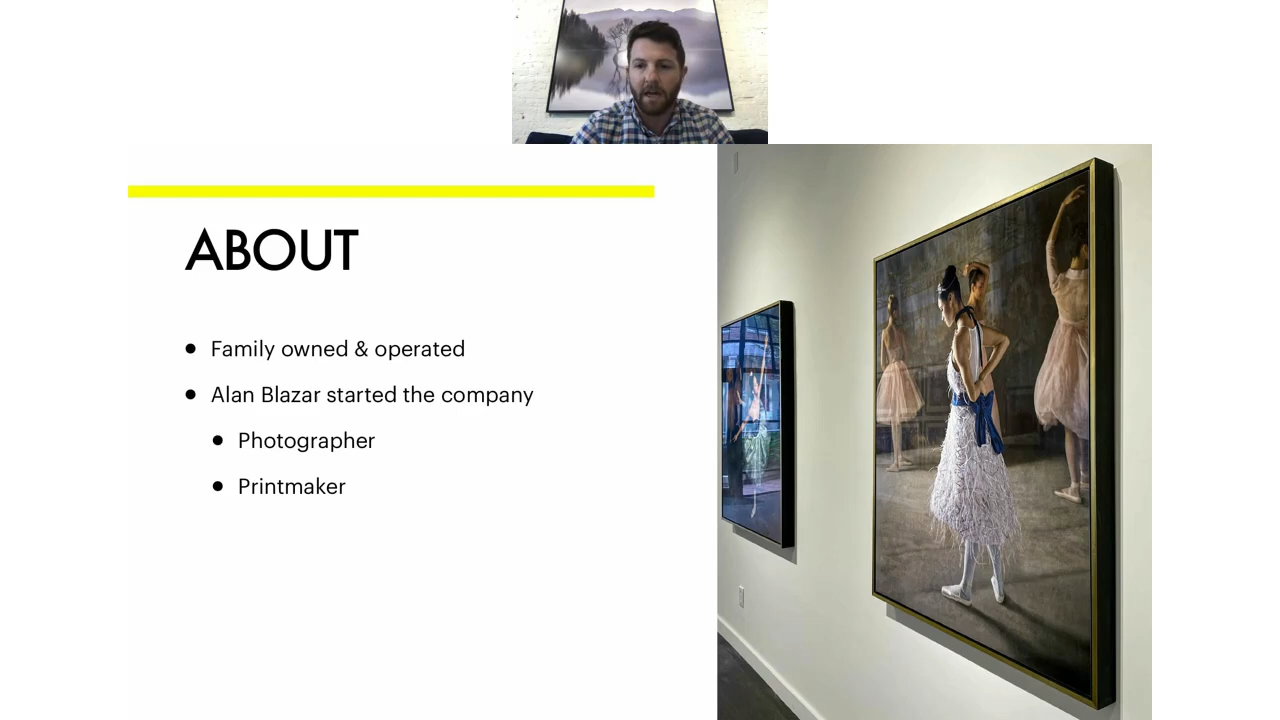 ABOUT
Family owned & operated
Alan Blazar started the company
Photographer
Printmaker